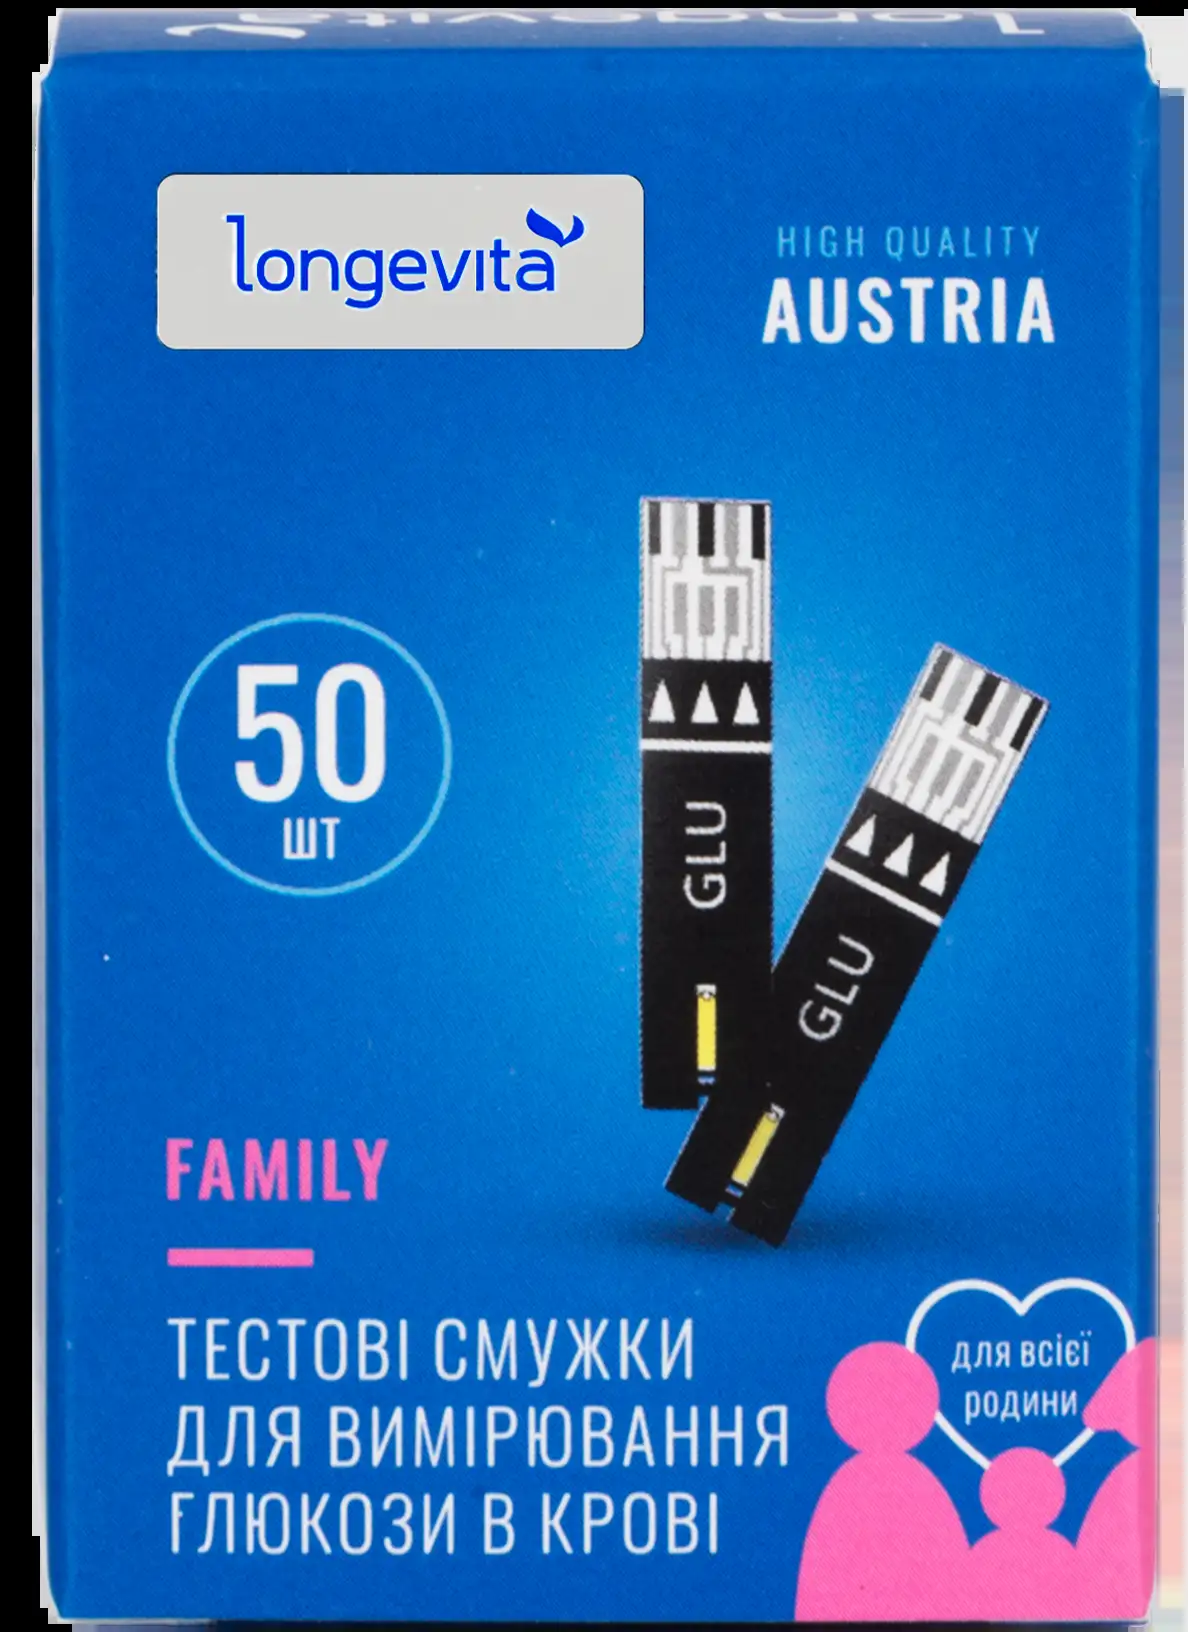 longevita
HIGH QUALITY
AUSTRIA
50
ШТ
GLU
GLU
FAMILY
ТЕСТОВІ СМУЖКИ
ДЛЯ ВИМІРЮВАННЯ
ГЛЮКОЗИ В КРОВІ
для всієї
родини